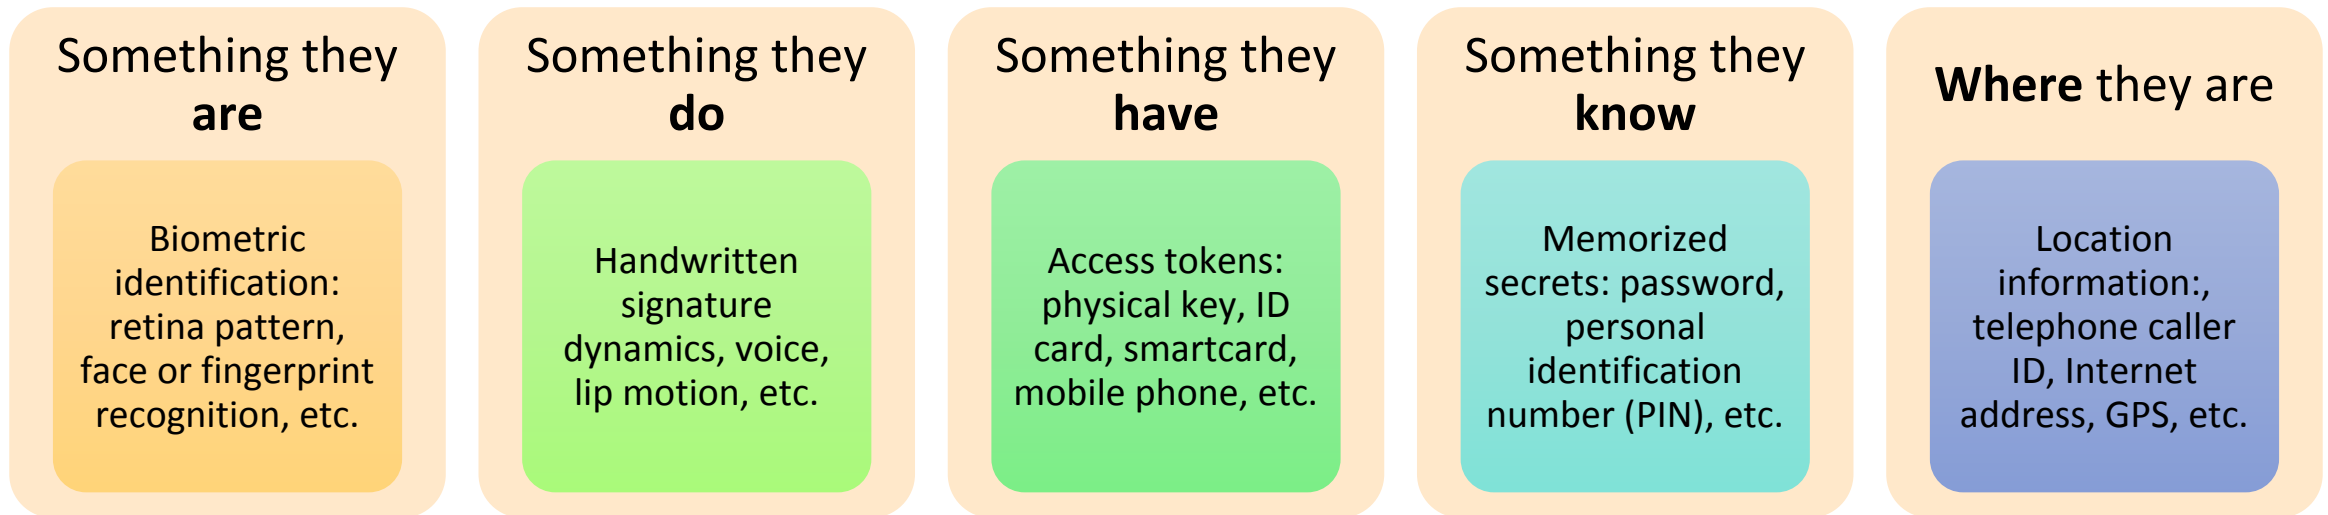 Something they
are
Biometric
identification:
retina pattern,
face or fingerprint
recognition, etc.
Something they
do
Handwritten
signature
dynamics, voice,
lip motion, etc.
Something they
have
Access tokens:
physical key, ID
card, smartcard,
mobile phone, etc.
Something they
know
Memorized
secrets: password,
personal
identification
number (PIN), etc.
Where they are
Location
information:,
telephone caller
ID, Internet
address, GPS, etc.